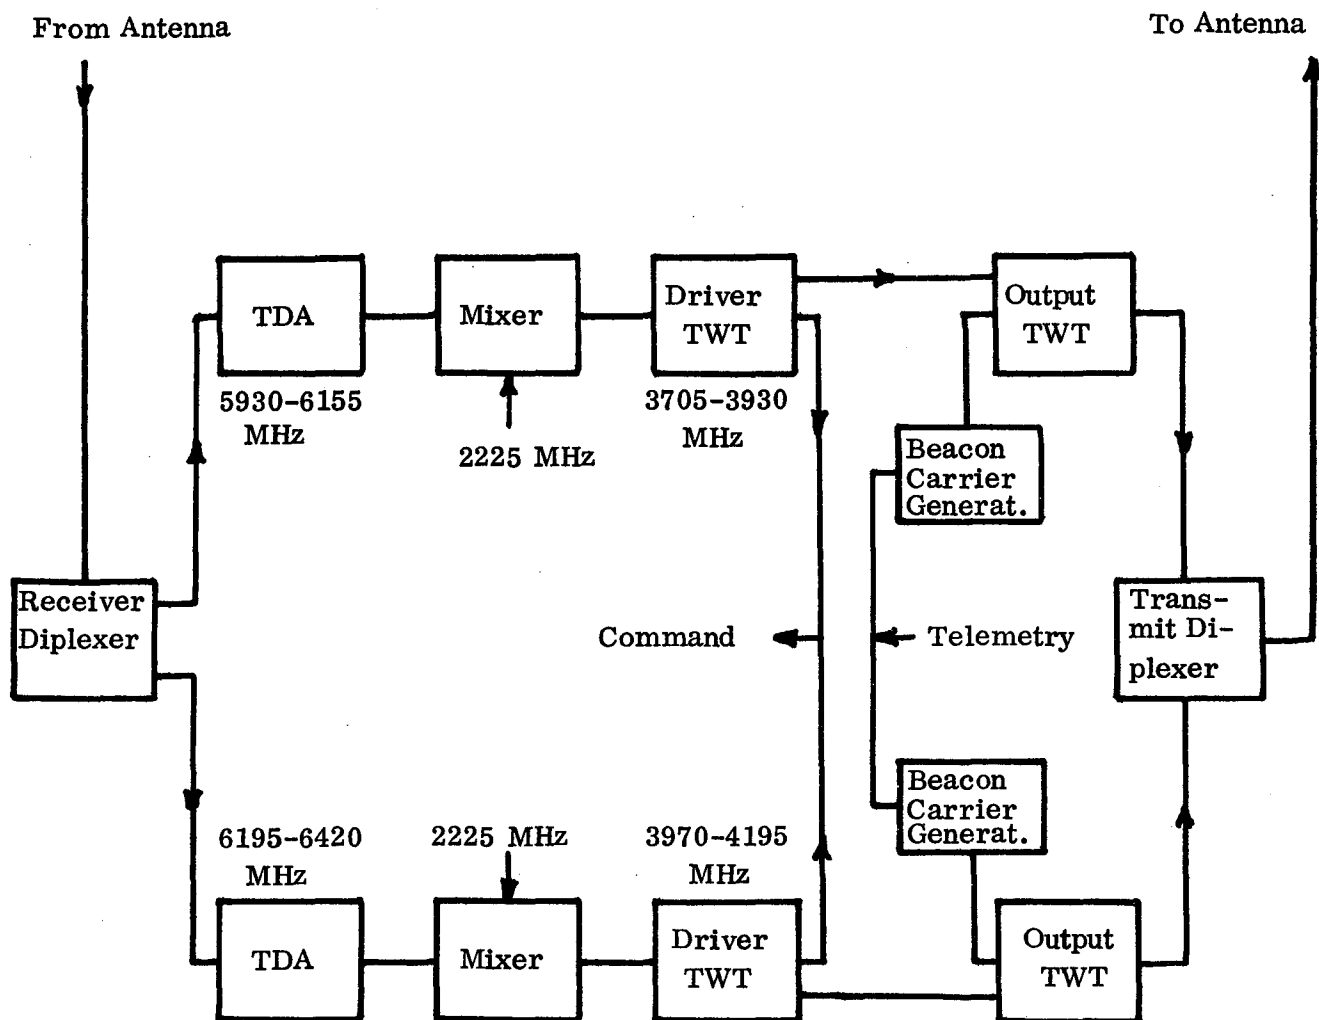 From Antenna
To Antenna
TDA
5930-6155
MHz
Mixer
2225 MHz
Driver
TWT
3705-3930
MHz
Output
TWT
Beacon
Carrier
Generat.
Receiver
Diplexer
Command
Telemetry
Trans-
mit Di-
plexer
Beacon
Carrier
Generat.
6195-6420
MHz
TDA
2225 MHz
Mixer
3970-4195
MHz
Driver
TWT
Output
TWT